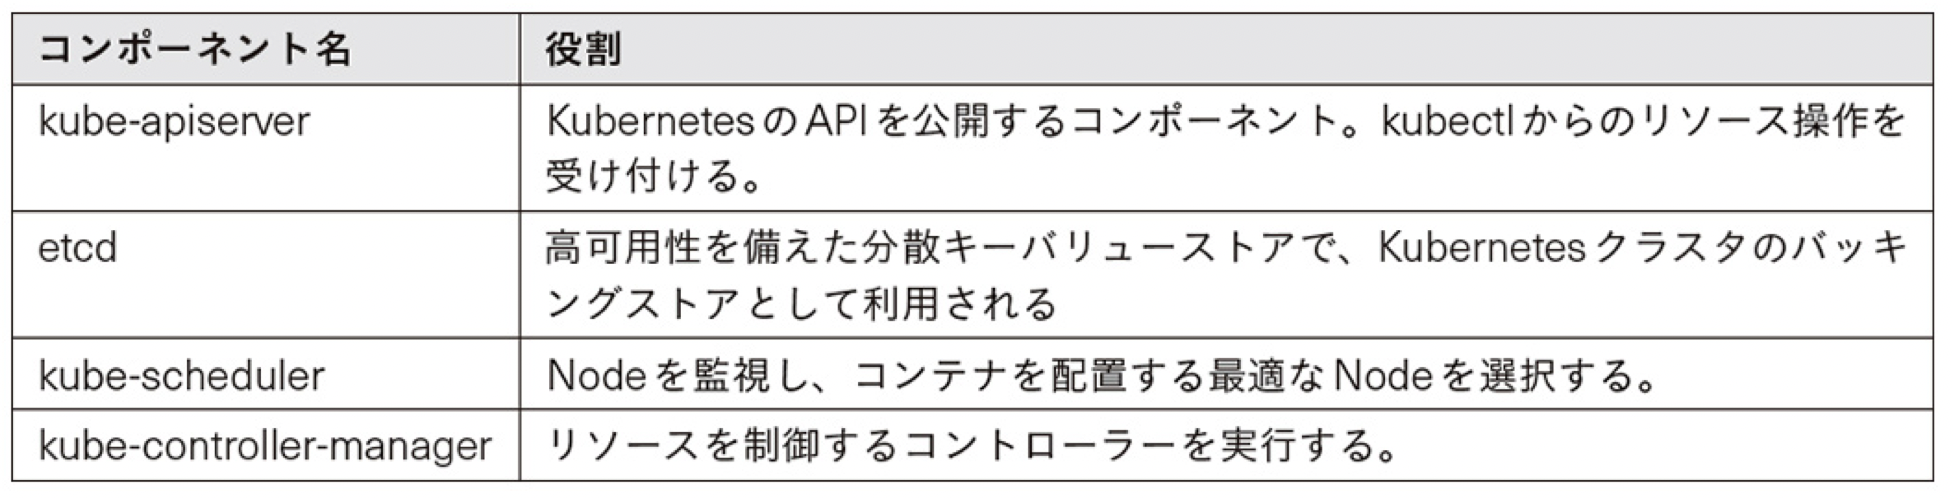 コンポーネント名
役割
kube-apiserver
KubernetesのAPIを公開するコンポーネント。kubectlからのリソース操作を
受け付ける。
etcd
高可用性を備えた分散キーバリューストアで、Kubernetesクラスタのバッキ
ングストアとして利用される
kube-scheduler
Nodeを監視し、コンテナを配置する最適なNodeを選択する。
kube-controller-manager
リソースを制御するコントローラーを実行する。